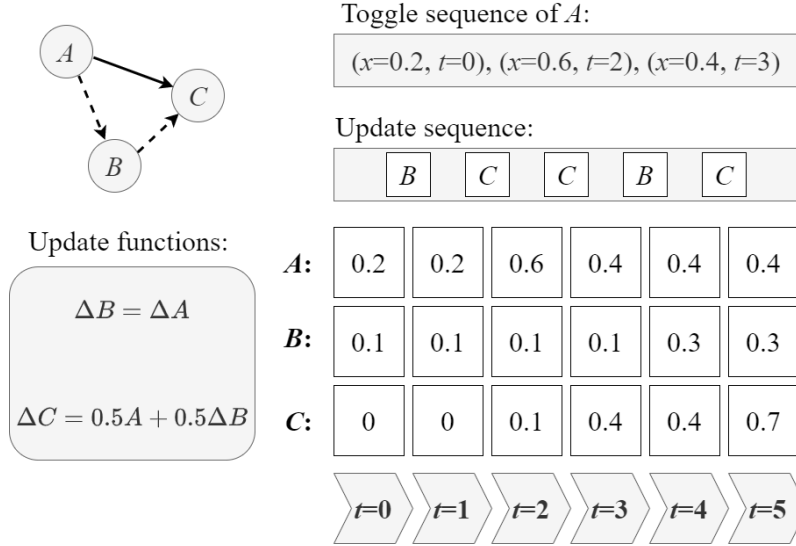 A
C
B
Toggle sequence of A:
(x=0.2, t=0), (x=0.6, t=2), (x=0.4, t=3)
Update sequence:
B C C B C
Update functions:
ΔB = ΔA
ΔC = 0.5A + 0.5ΔB
A: 0.2 0.2 0.6 0.4 0.4 0.4
B: 0.1 0.1 0.1 0.1 0.3 0.3
C: 0 0 0.1 0.4 0.4 0.7
t=0 t=1 t=2 t=3 t=4 t=5